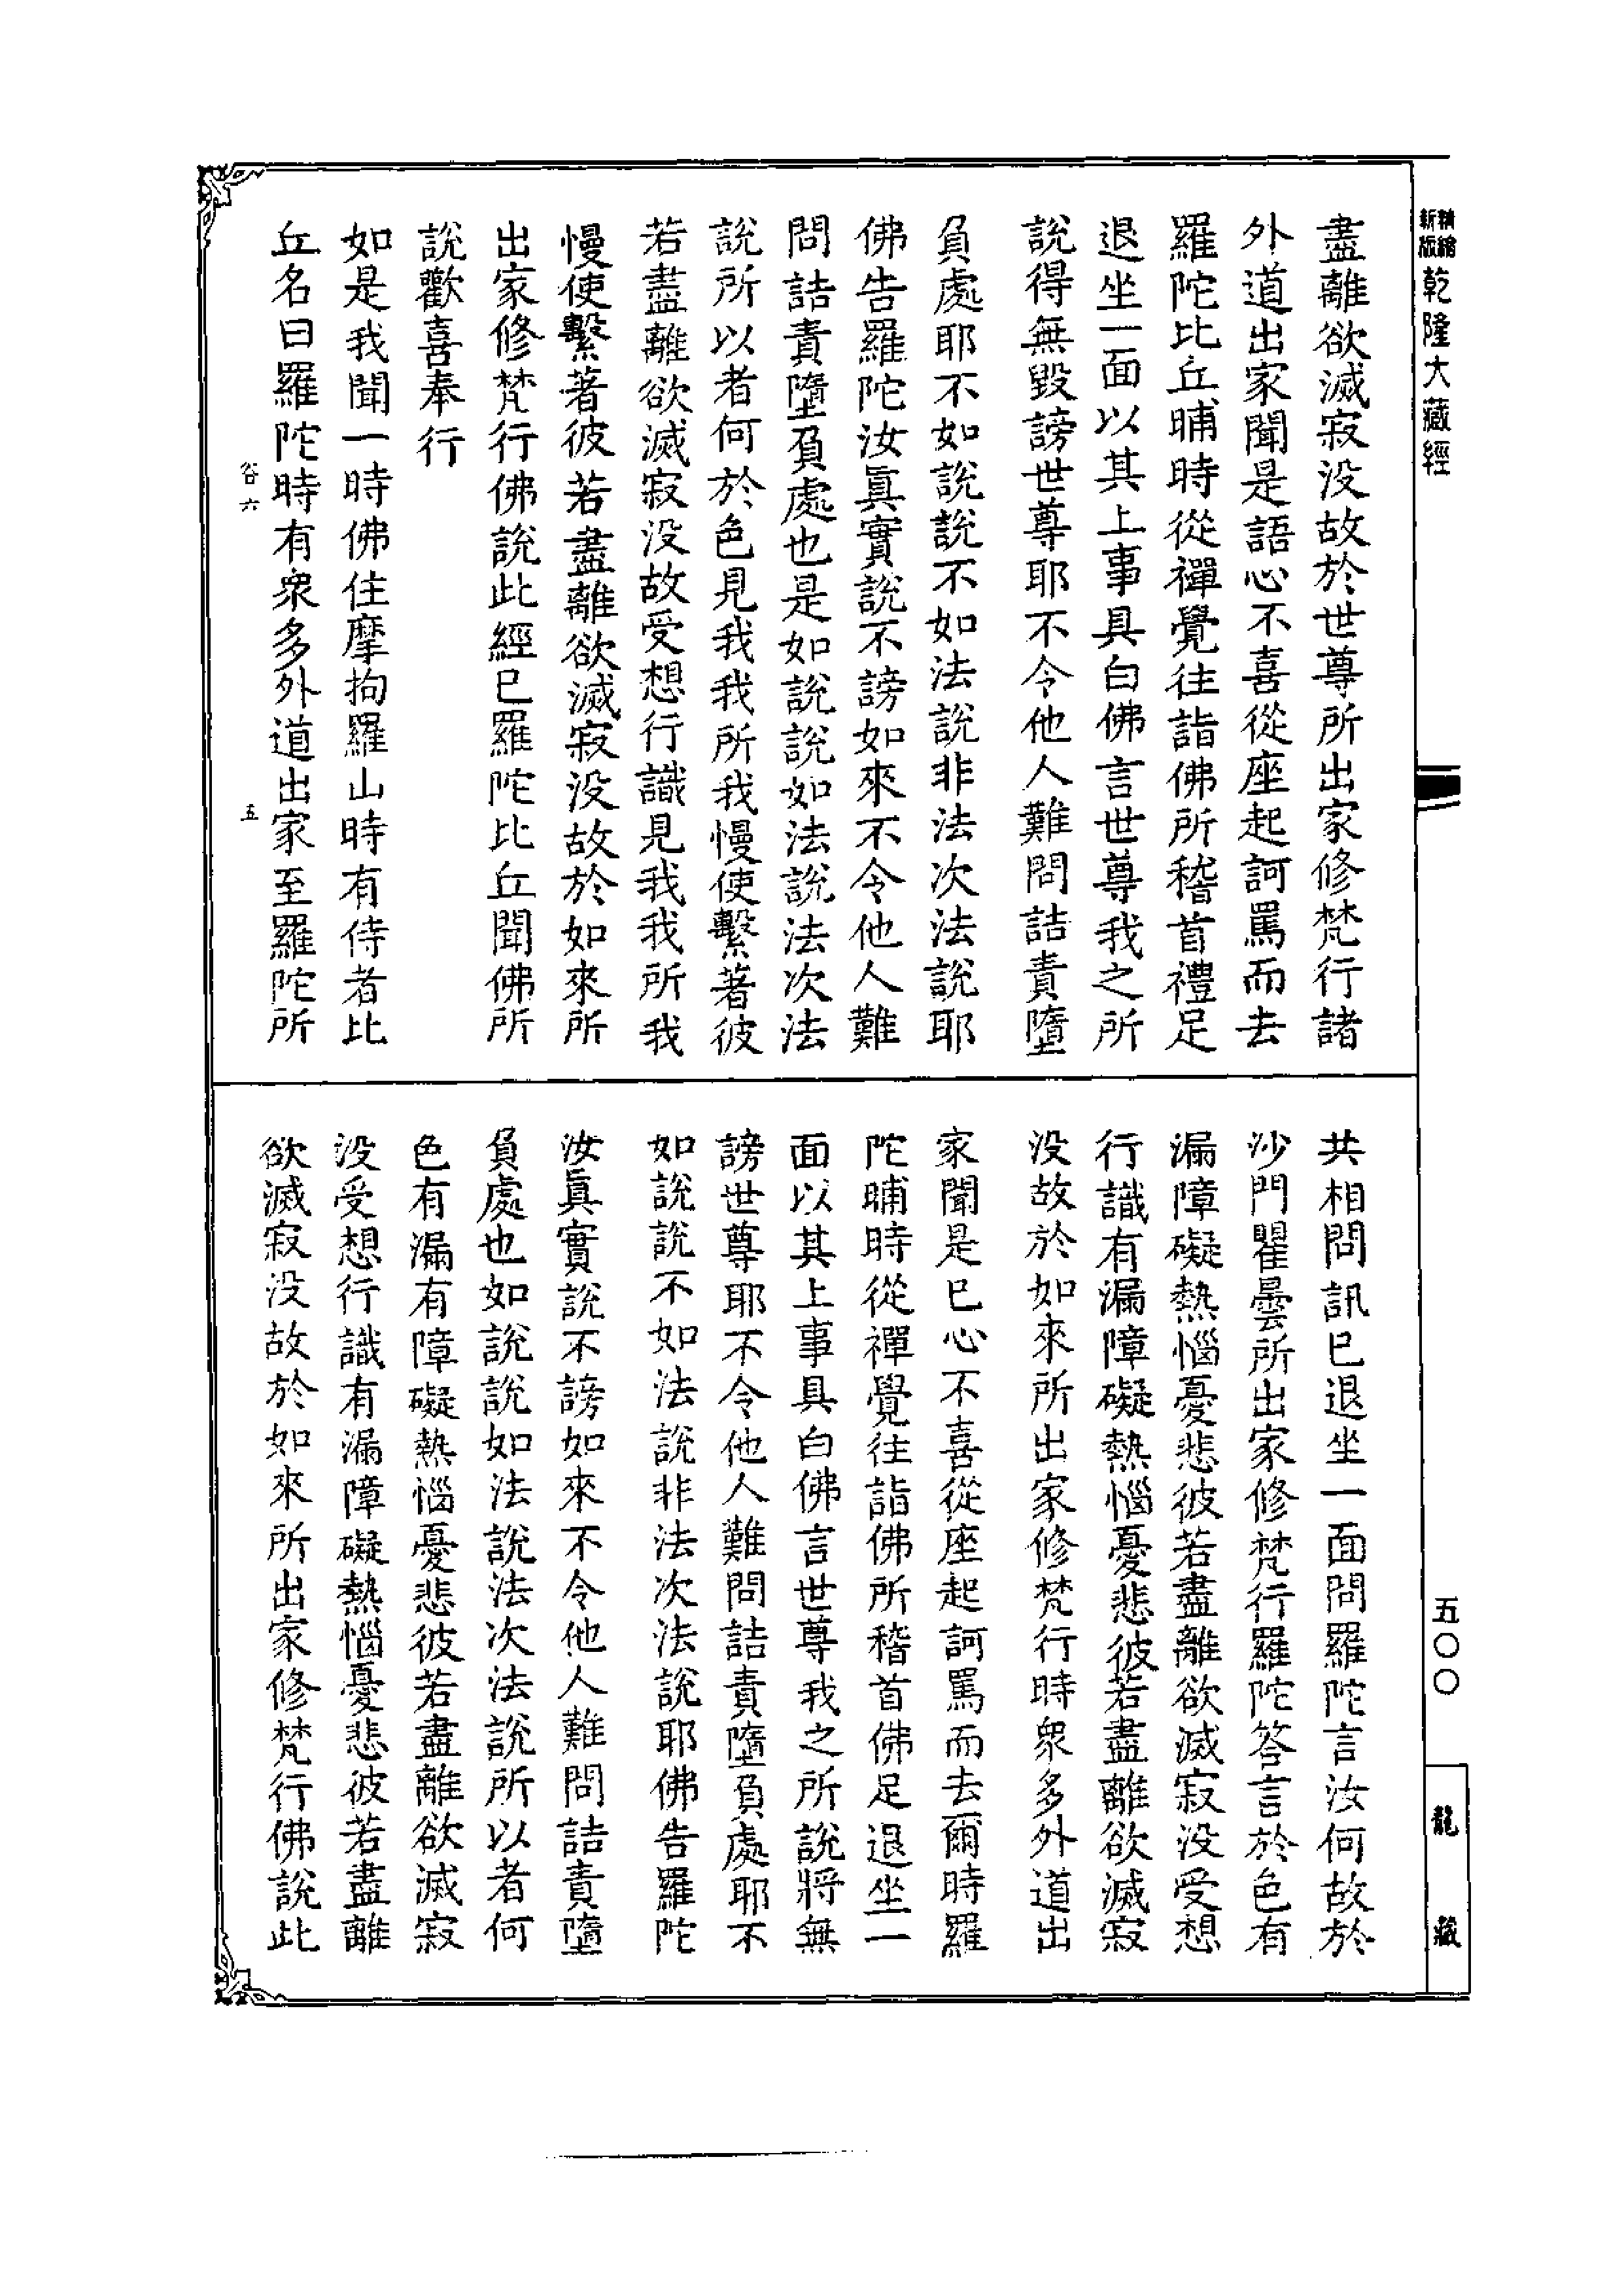 精繪
新版
乾隆大藏經
盡離欲滅寂没故於世尊所出家修梵行諸
外道出家聞是語心不喜從座起訶罵而去
羅陀比丘晡時從禪覺往詣佛所稽首禮足
退坐一面以其上事具白佛言世尊我之所
說得無毀謗世尊耶不令他人難問詰責墮
負處耶不如說說不如法說非法次法說耶
佛告羅陀汝眞實說不謗如來不令他人難
問詰責墮負處也是如說說如法說法次法
說所以者何於色見我我所我慢使繫著彼
若盡離欲滅寂没故受想行識見我我所我
慢使繫著彼若盡離欲滅寂没故於如來所
出家修梵行佛說此經已羅陀比丘聞佛所
說歡喜奉行
如是我聞一時佛住摩拘羅山時有侍者比
丘名曰羅陀時有衆多外道出家至羅陀所
谷六
五
共相問訊已退坐一面問羅陀言汝何故於
沙門瞿曇所出家修梵行羅陀答言於色有
漏障礙熱惱憂悲彼若盡離欲滅寂没受想
行識有漏障礙熱惱憂悲彼若盡離欲滅寂
没故於如來所出家修梵行時衆多外道出
家聞是已心不喜從座起訶罵而去爾時羅
陀晡時從禪覺往詣佛所稽首佛足退坐一
面以其上事具白佛言世尊我之所說將無
謗世尊耶不令他人難問詰責墮負處耶不
如說說不如法說非法次法說耶佛告羅陀
汝眞實說不謗如來不令他人難問詰責墮
負處也如說說如法說法次法說所以者何
色有漏有障礙熱惱憂悲彼若盡離欲滅寂
没受想行識有漏障礙熱惱憂悲彼若盡離
欲滅寂没故於如來所出家修梵行佛說此
五〇〇
龍藏